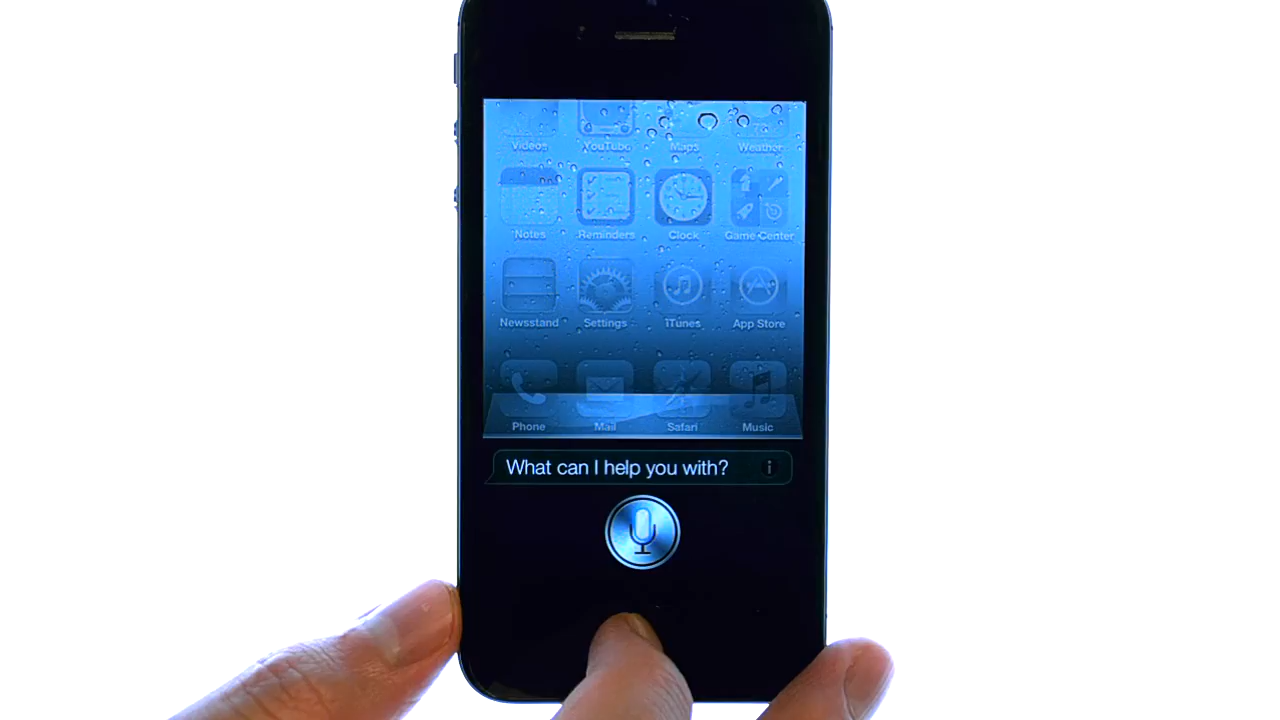 Videos YouTube Maps Weather
Notes Reminders Clock Game Center
Newsstand Settings iTunes App Store
Phone Mail Safari Music
What can I help you with?